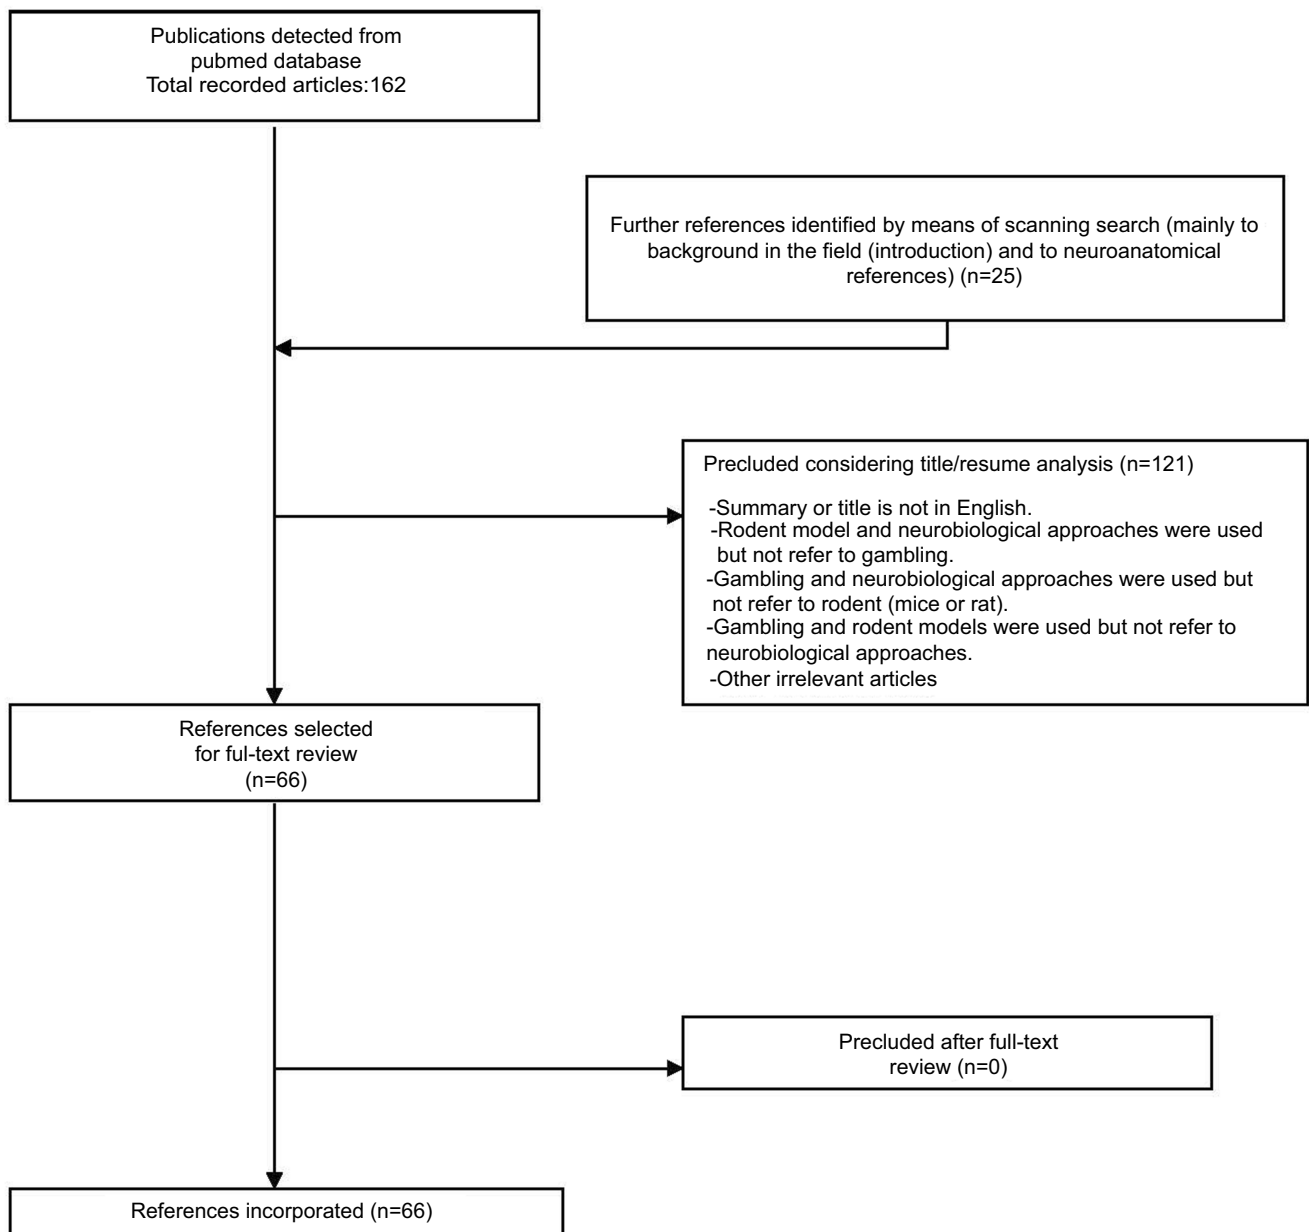 Publications detected from
pubmed database
Total recorded articles:162
Further references identified by means of scanning search (mainly to
background in the field (introduction) and to neuroanatomical
references) (n=25)
Precluded considering title/resume analysis (n=121)
-Summary or title is not in English.
-Rodent model and neurobiological approaches were used
but not refer to gambling.
-Gambling and neurobiological approaches were used but
not refer to rodent (mice or rat).
-Gambling and rodent models were used but not refer to
neurobiological approaches.
-Other irrelevant articles
References selected
for ful-text review
(n=66)
Precluded after full-text
review (n=0)
References incorporated (n=66)